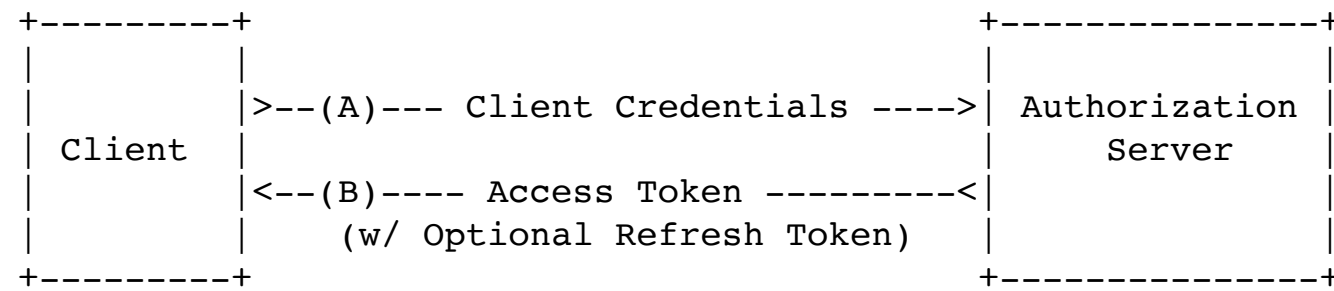 +---------+                                  +---------------+
|         |                                  |               |
|         |>--(A)--- Client Credentials ---->| Authorization |
| Client  |                                  |     Server    |
|         |<--(B)---- Access Token ---------<|               |
|         |    (w/ Optional Refresh Token)   |               |
+---------+                                  +---------------+